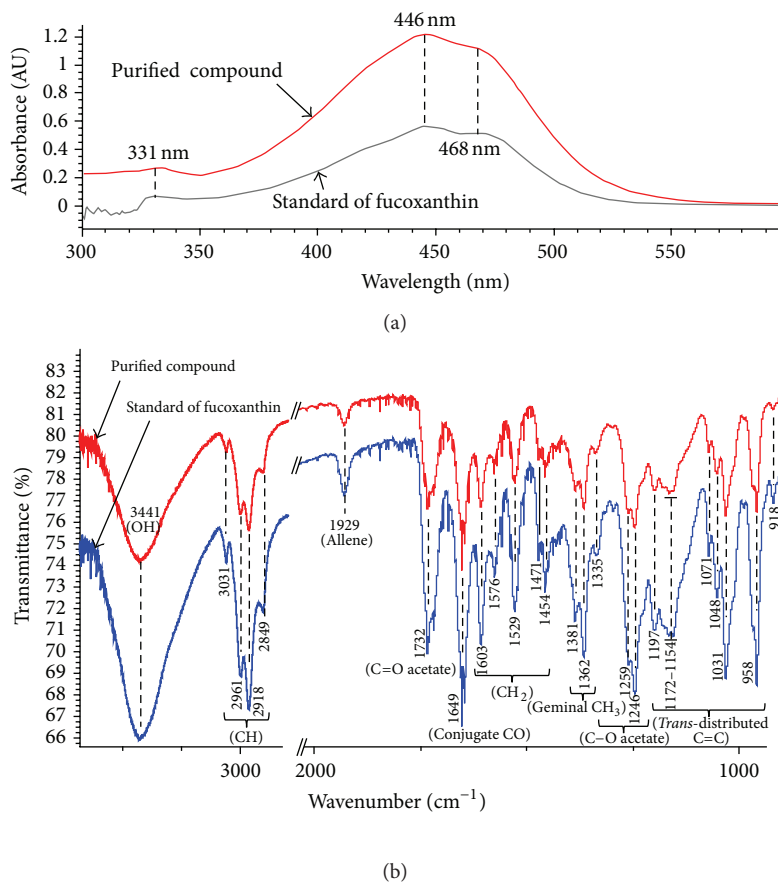 446 nm
1.2
1
0.8
0.6
0.4
0.2
0
Absorbance (AU)
Purified compound
331 nm
468 nm
Standard of fucoxanthin
300
350
400
450
500
550
Wavelength (nm)
(a)
83
82
81
80
79
78
77
76
75
74
73
72
71
70
69
68
67
66
Transmittance (%)
Purified compound
Standard of fucoxanthin
3441
(OH)
3031
2961
2918
2849
(CH)
1929
(Allene)
1732
(C=O acetate)
1649
(Conjugate CO)
1603
1576
1529
1471
1454
(CH₂)
1381
1362
1335
(Geminal CH₃)
1259
1246
(C−O acetate)
1197
1172–1154
1071
1048
1031
958
918
(Trans-distributed
C=C)
3000
2000
1000
Wavenumber (cm⁻¹)
(b)